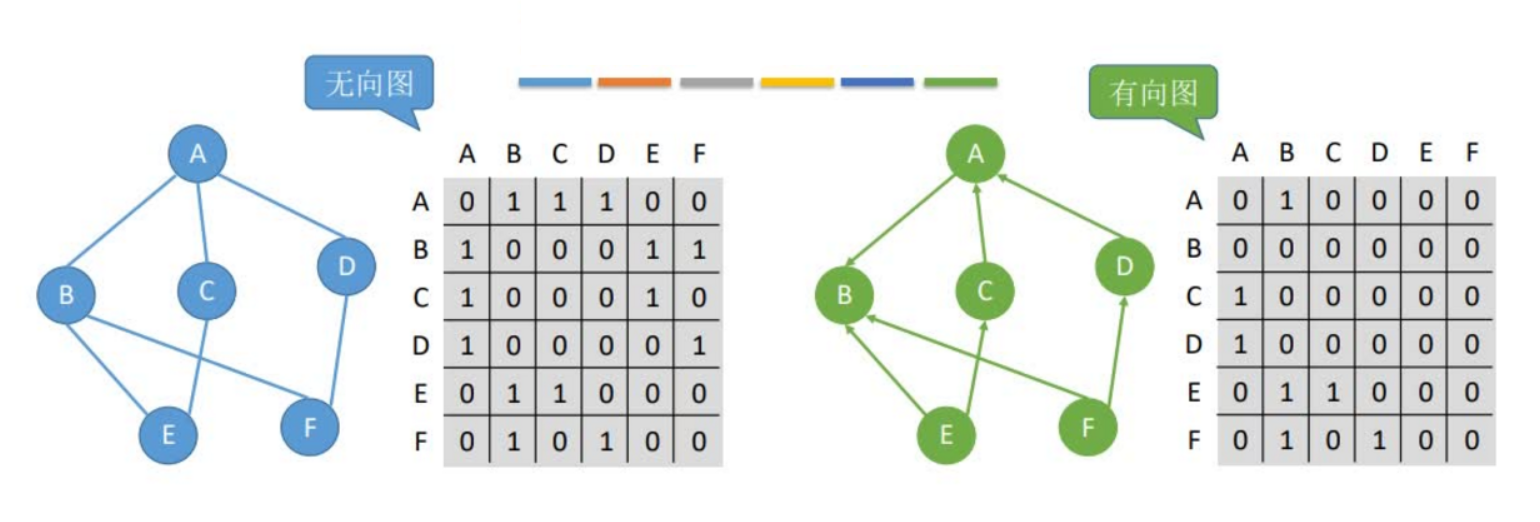 无向图
有向图
A
B
C
D
E
F
A B C D E F
A 0 1 1 1 0 0
B 1 0 0 0 1 1
C 1 0 0 0 1 0
D 1 0 0 0 0 1
E 0 1 1 0 0 0
F 0 1 0 1 0 0
A
B
C
D
E
F
A B C D E F
A 0 1 0 0 0 0
B 0 0 0 0 0 0
C 1 0 0 0 0 0
D 1 0 0 0 0 0
E 0 1 1 0 0 0
F 0 1 0 1 0 0